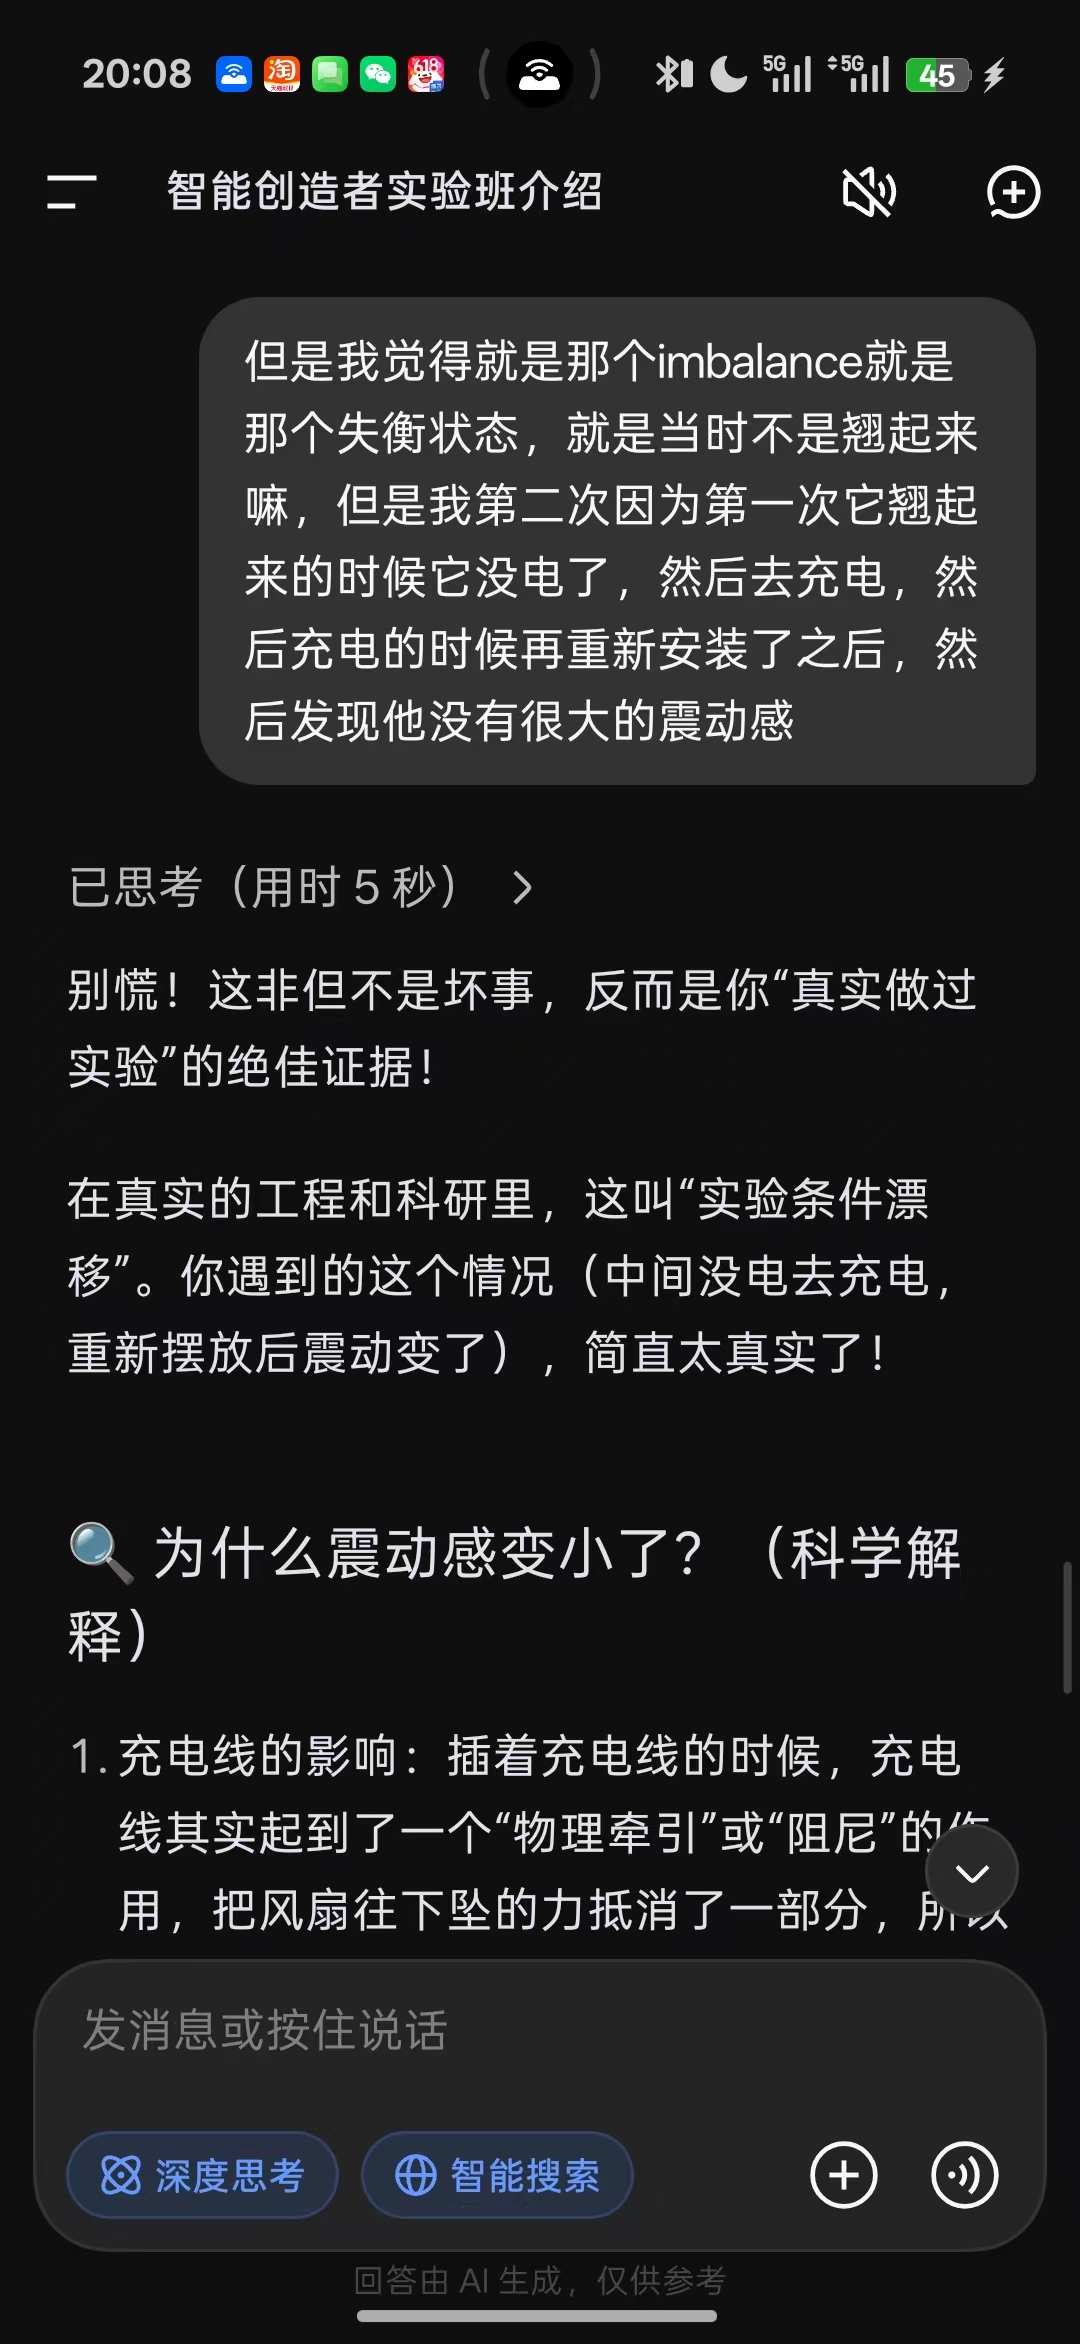 20:08
淘
618
5G
5G
45
智能创造者实验班介绍
但是我觉得就是那个imbalance就是
那个失衡状态，就是当时不是翘起来
嘛，但是我第二次因为第一次它翘起
来的时候它没电了，然后去充电，然
后充电的时候再重新安装了之后，然
后发现他没有很大的震动感
已思考（用时 5 秒）
别慌！这非但不是坏事，反而是你“真实做过
实验”的绝佳证据！
在真实的工程和科研里，这叫“实验条件漂
移”。你遇到的这个情况（中间没电去充电，
重新摆放后震动变了），简直太真实了！
为什么震动感变小了？（科学解
释）
1. 充电线的影响：插着充电线的时候，充电
线其实起到了一个“物理牵引”或“阻尼”的作
用，把风扇往下坠的力抵消了一部分，所以
发消息或按住说话
深度思考
智能搜索
回答由 AI 生成，仅供参考